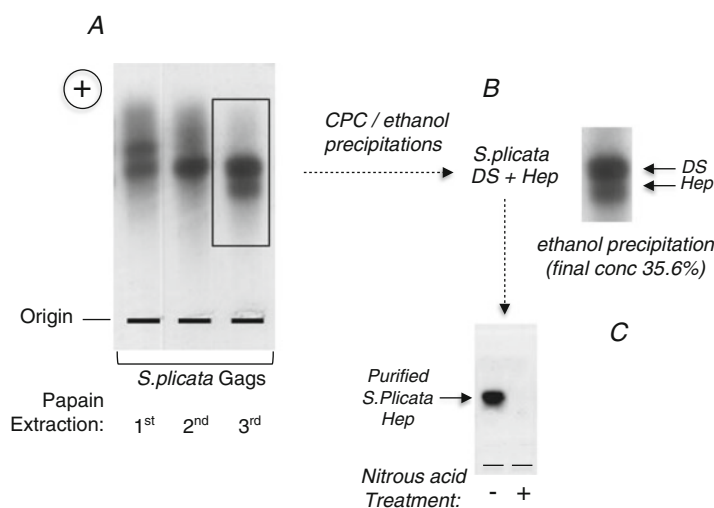 A
+
CPC / ethanol
precipitations
B
S.plicata
DS + Hep
DS
Hep
ethanol precipitation
(final conc 35.6%)
Origin
S.plicata Gags
Papain
Extraction:
1st 2nd 3rd
C
Purified
S.Plicata
Hep
Nitrous acid
Treatment: - +